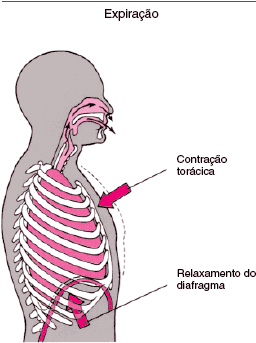 Expiração
Contração
torácica
Relaxamento do
diafragma